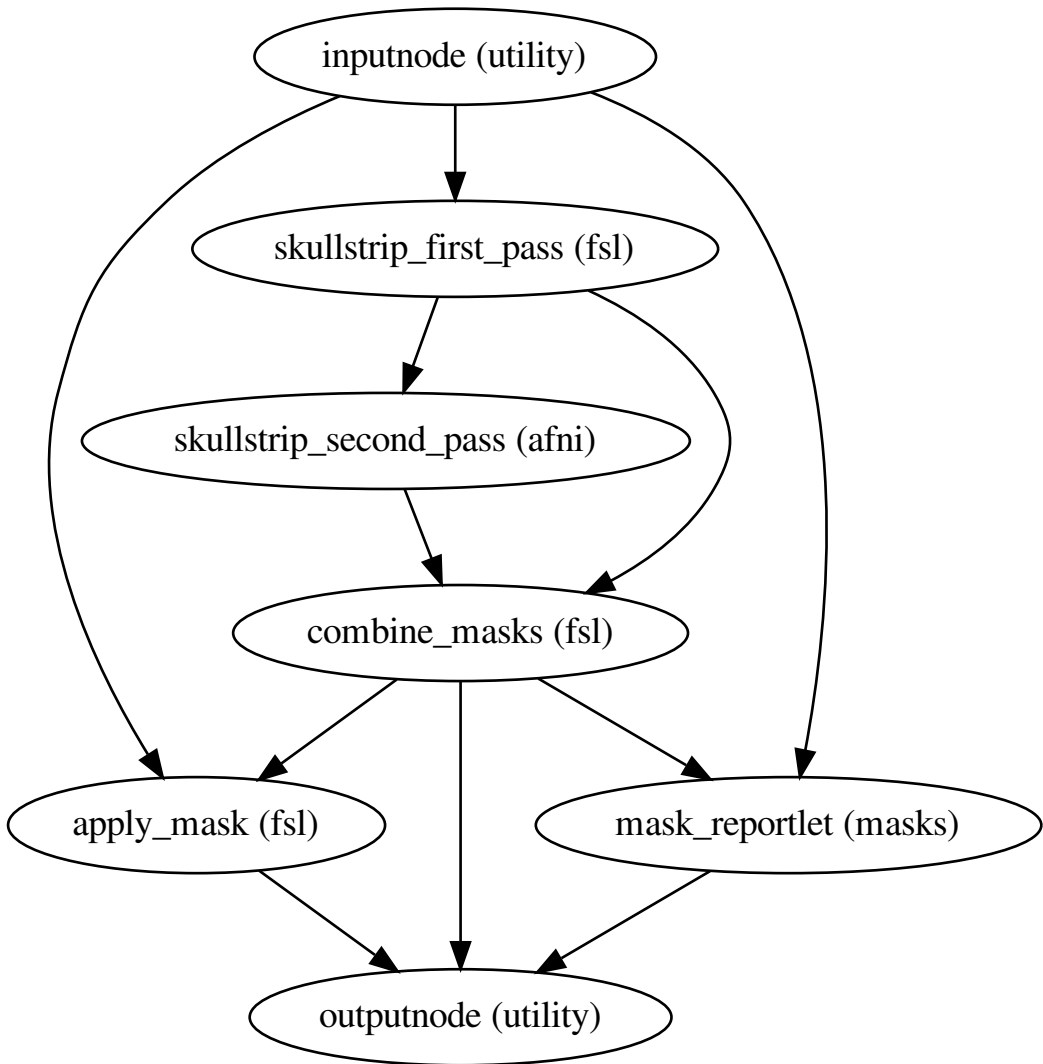 inputnode (utility)
skullstrip_first_pass (fsl)
skullstrip_second_pass (afni)
combine_masks (fsl)
apply_mask (fsl)
mask_reportlet (masks)
outputnode (utility)